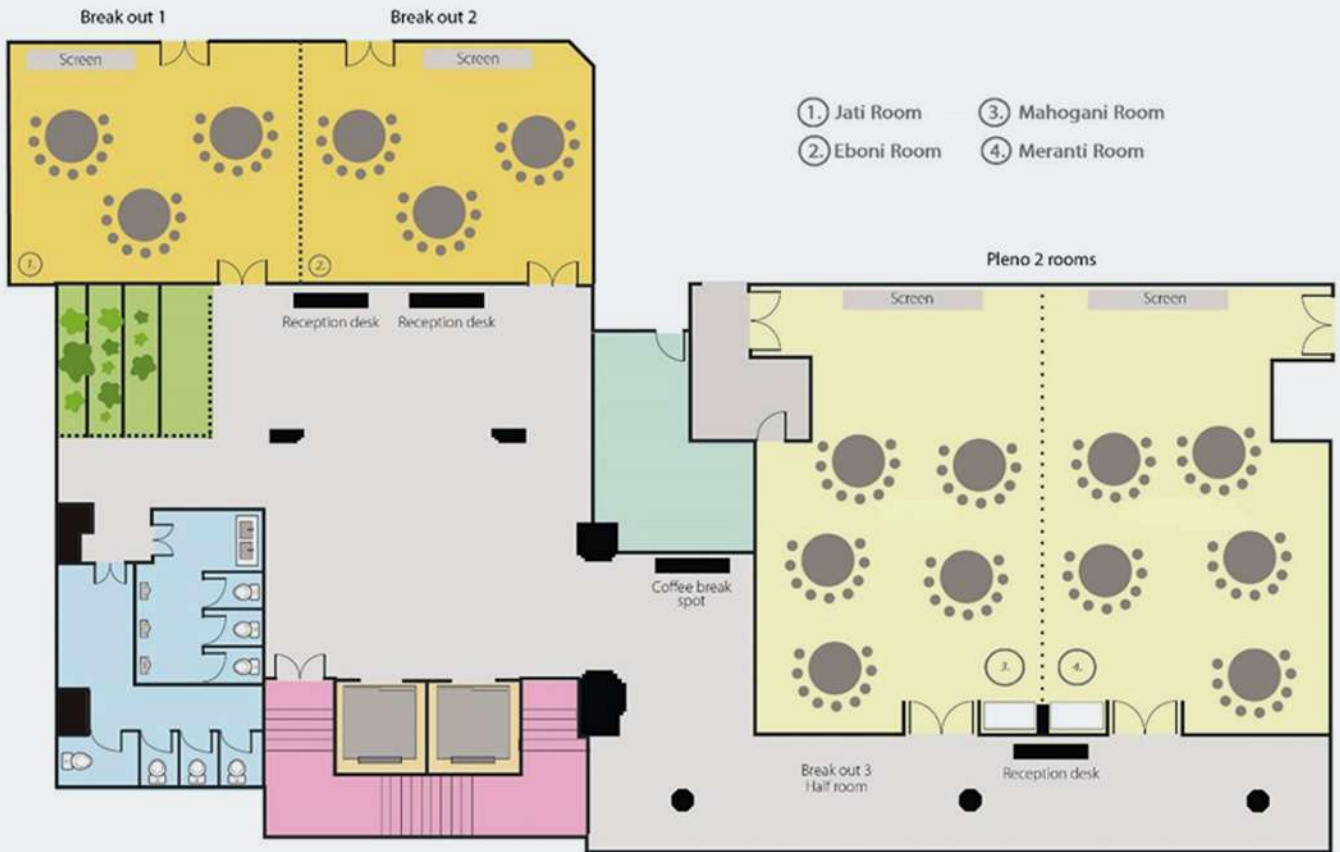 Break out 1
Break out 2
Screen
Screen
1. Jati Room
3. Mahogani Room
2. Eboni Room
4. Meranti Room
1.
2.
Pleno 2 rooms
Reception desk
Reception desk
Screen
Screen
Coffee break
spot
3.
4.
Break out 3
Half room
Reception desk